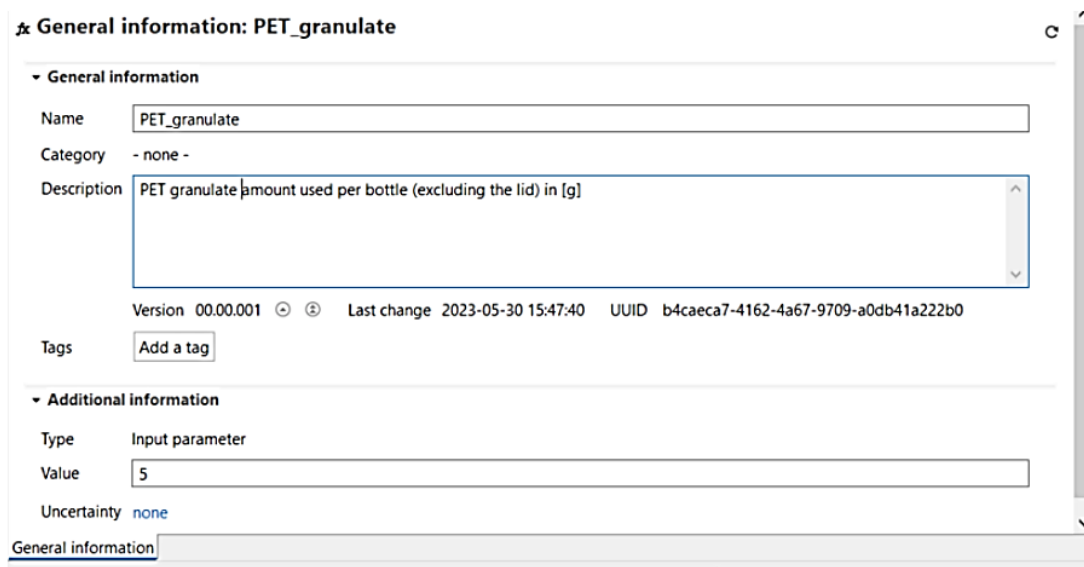 General information: PET_granulate
General information
Name PET_granulate
Category - none -
Description PET granulate amount used per bottle (excluding the lid) in [g]
Version 00.00.001 Last change 2023-05-30 15:47:40 UUID b4caeca7-4162-4a67-9709-a0db41a222b0
Tags Add a tag
Additional information
Type Input parameter
Value 5
Uncertainty none
General information